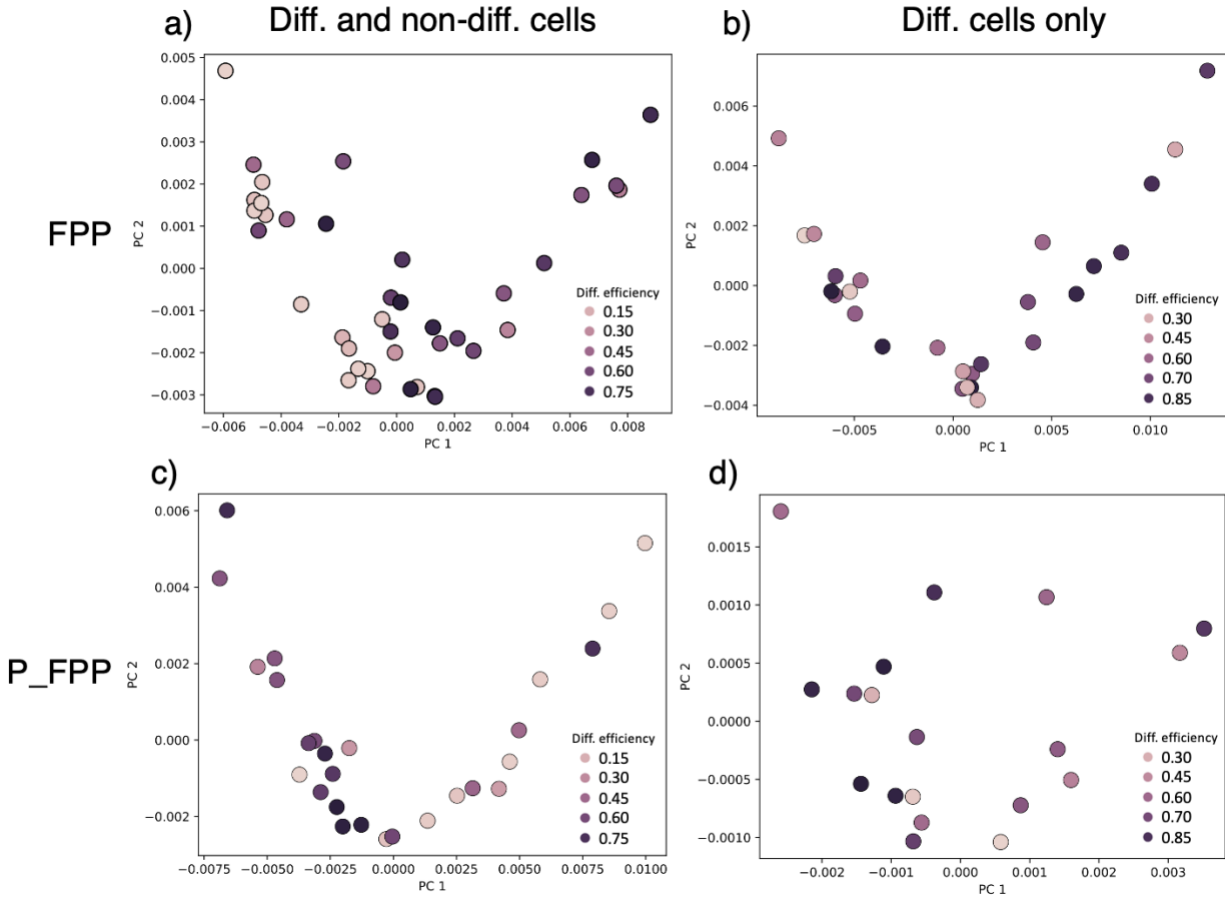 a) Diff. and non-diff. cells
b) Diff. cells only
FPP
PC 2
0.005
0.004
0.003
0.002
0.001
0.000
−0.001
−0.002
−0.003
−0.006 −0.004 −0.002 0.000 0.002 0.004 0.006 0.008
PC 1
Diff. efficiency
0.15
0.30
0.45
0.60
0.75
PC 2
0.006
0.004
0.002
0.000
−0.002
−0.004
−0.005 0.000 0.005 0.010
PC 1
Diff. efficiency
0.30
0.45
0.60
0.70
0.85
c)
d)
P_FPP
PC 2
0.006
0.004
0.002
0.000
−0.002
−0.0075 −0.0050 −0.0025 0.0000 0.0025 0.0050 0.0075 0.0100
PC 1
Diff. efficiency
0.15
0.30
0.45
0.60
0.75
PC 2
0.0015
0.0010
0.0005
0.0000
−0.0005
−0.0010
−0.002 −0.001 0.000 0.001 0.002 0.003
PC 1
Diff. efficiency
0.30
0.45
0.60
0.70
0.85